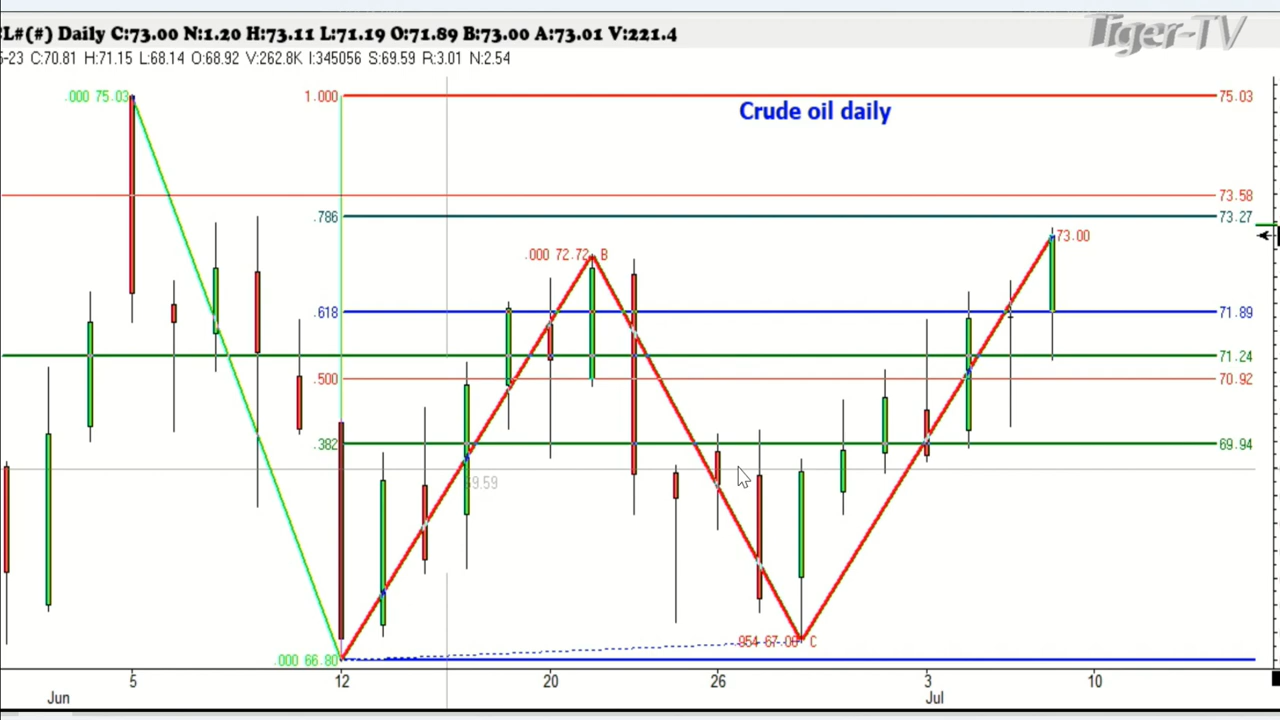 L#(#) Daily C:73.00 N:1.20 H:73.11 L:71.19 O:71.89 B:73.00 A:73.01 V:221.4
5-23 C:70.81 H:71.15 L:68.14 O:68.92 V:262.8K I:345056 S:69.59 R:3.01 N:2.54
Tiger-TV
.000 75.03
1.000
75.03
Crude oil daily
73.58
.786
73.27
73.00
.000 72.72 B
.618
71.89
71.24
.500
70.92
.382
69.94
69.59
.954 67.00 C
.000 66.80
5
12
20
26
3
10
Jun
Jul